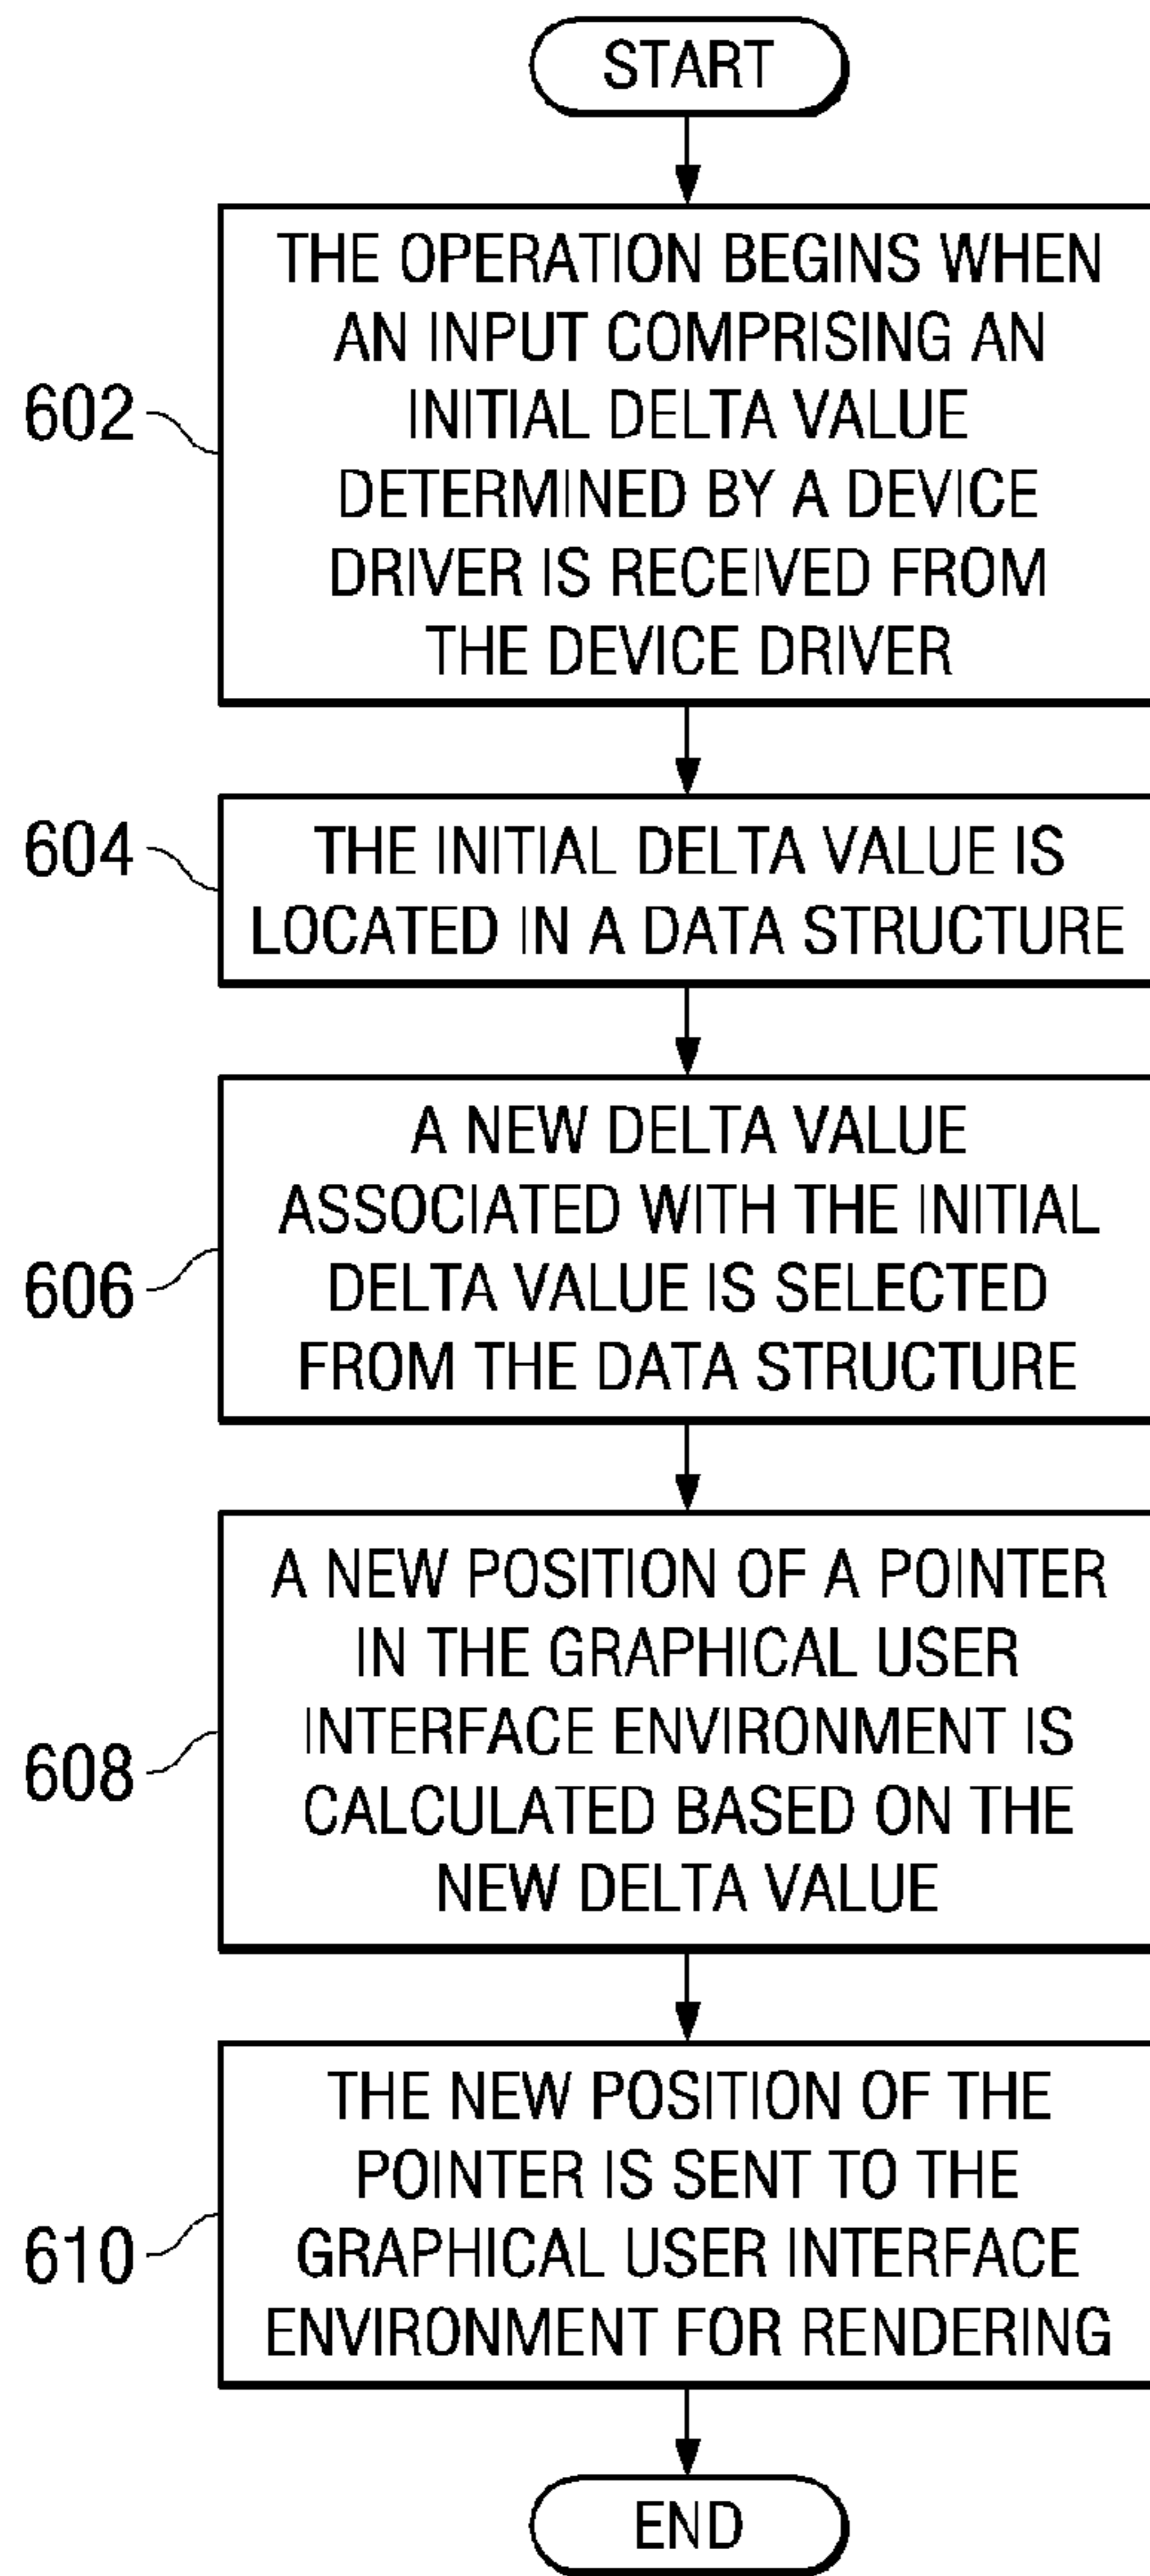 START
THE OPERATION BEGINS WHEN
AN INPUT COMPRISING AN
INITIAL DELTA VALUE
DETERMINED BY A DEVICE
DRIVER IS RECEIVED FROM
THE DEVICE DRIVER
602
THE INITIAL DELTA VALUE IS
LOCATED IN A DATA STRUCTURE
604
A NEW DELTA VALUE
ASSOCIATED WITH THE INITIAL
DELTA VALUE IS SELECTED
FROM THE DATA STRUCTURE
606
A NEW POSITION OF A POINTER
IN THE GRAPHICAL USER
INTERFACE ENVIRONMENT IS
CALCULATED BASED ON THE
NEW DELTA VALUE
608
THE NEW POSITION OF THE
POINTER IS SENT TO THE
GRAPHICAL USER INTERFACE
ENVIRONMENT FOR RENDERING
610
END